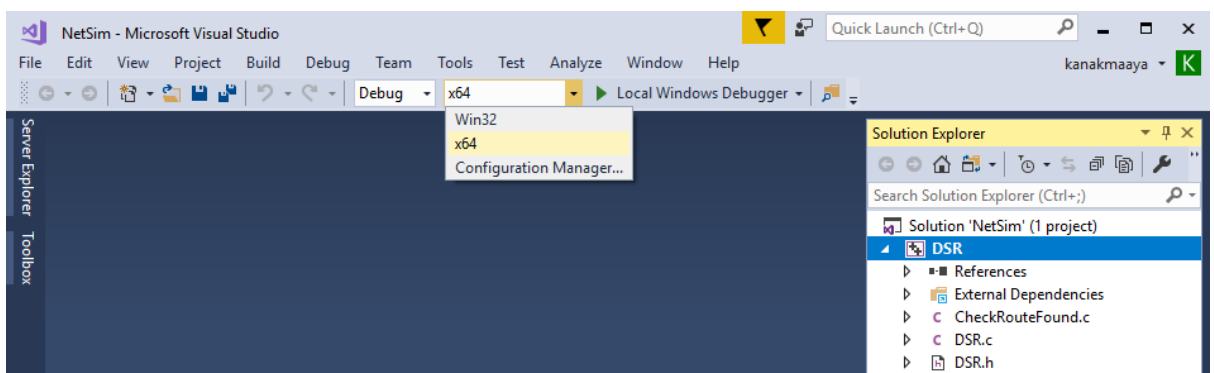 NetSim - Microsoft Visual Studio
Quick Launch (Ctrl+Q)
File Edit View Project Build Debug Team Tools Test Analyze Window Help
kanakmaaya K
Debug x64 Local Windows Debugger
Win32
x64
Configuration Manager...
Server Explorer
Toolbox
Solution Explorer
Search Solution Explorer (Ctrl+;)
Solution 'NetSim' (1 project)
DSR
References
External Dependencies
C CheckRouteFound.c
C DSR.c
h DSR.h